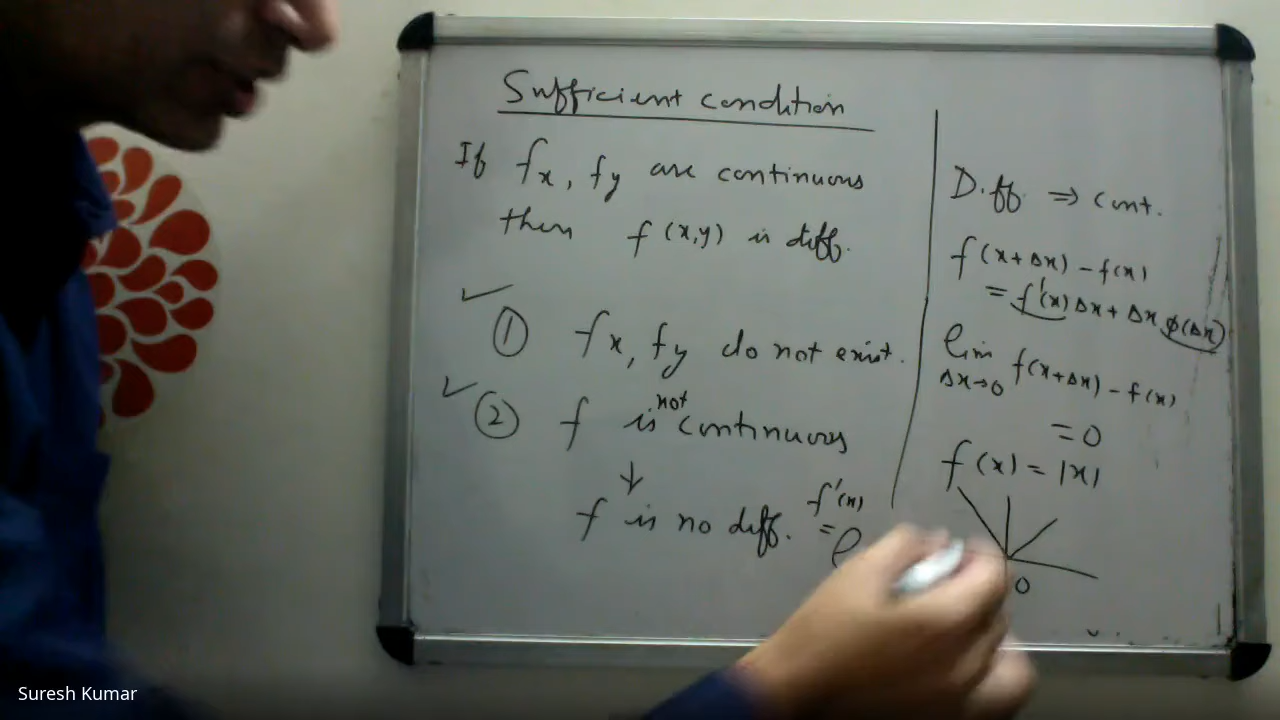 Sufficient condition
If fx, fy are continuous
then f(x,y) is diff.
① fx, fy do not exist.
② f is not continuous
↓
f is no diff.
f'(x)
=
Diff. ⇒ Cont.
f(x+Δx) - f(x)
= f'(x) Δx + Δx φ(Δx)
lim Δx→0 f(x+Δx) - f(x)
= 0
f(x) = |x|
0
Suresh Kumar